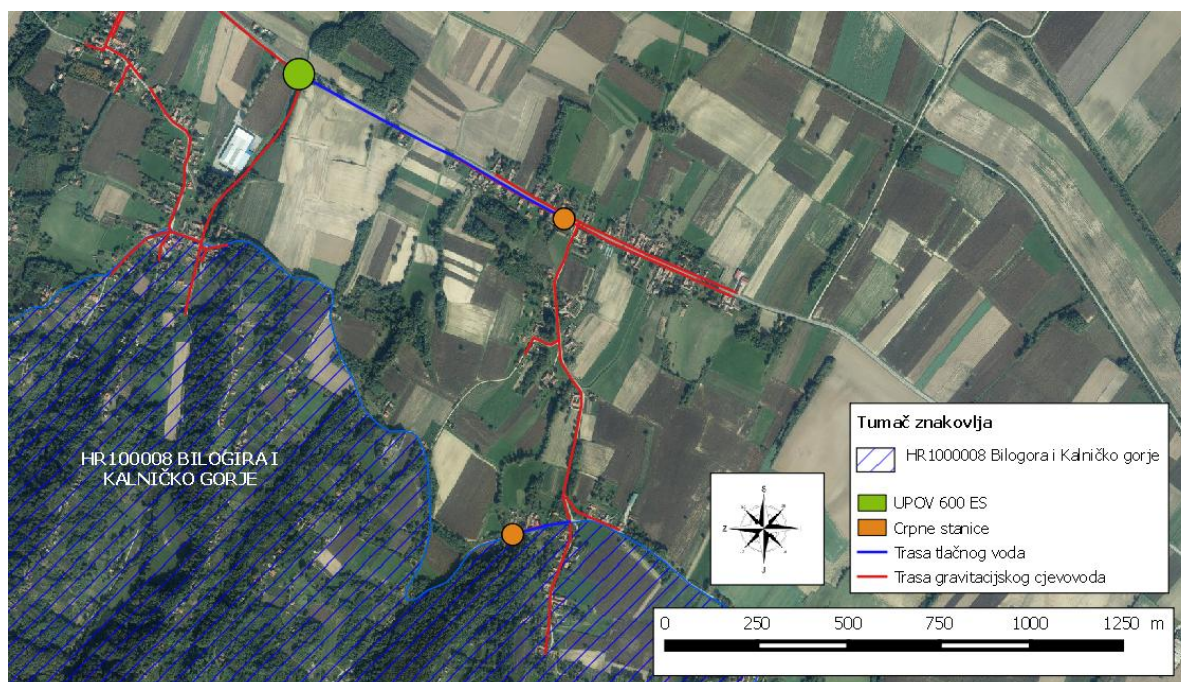 HR100008 BILOGIRA I
KALNIČKO GORJE
S
Z
I
J
Tumač znakovlja
HR1000008 Bilogora i Kalničko gorje
UPOV 600 ES
Crpne stanice
Trasa tlačnog voda
Trasa gravitacijskog cjevovoda
0 250 500 750 1000 1250 m